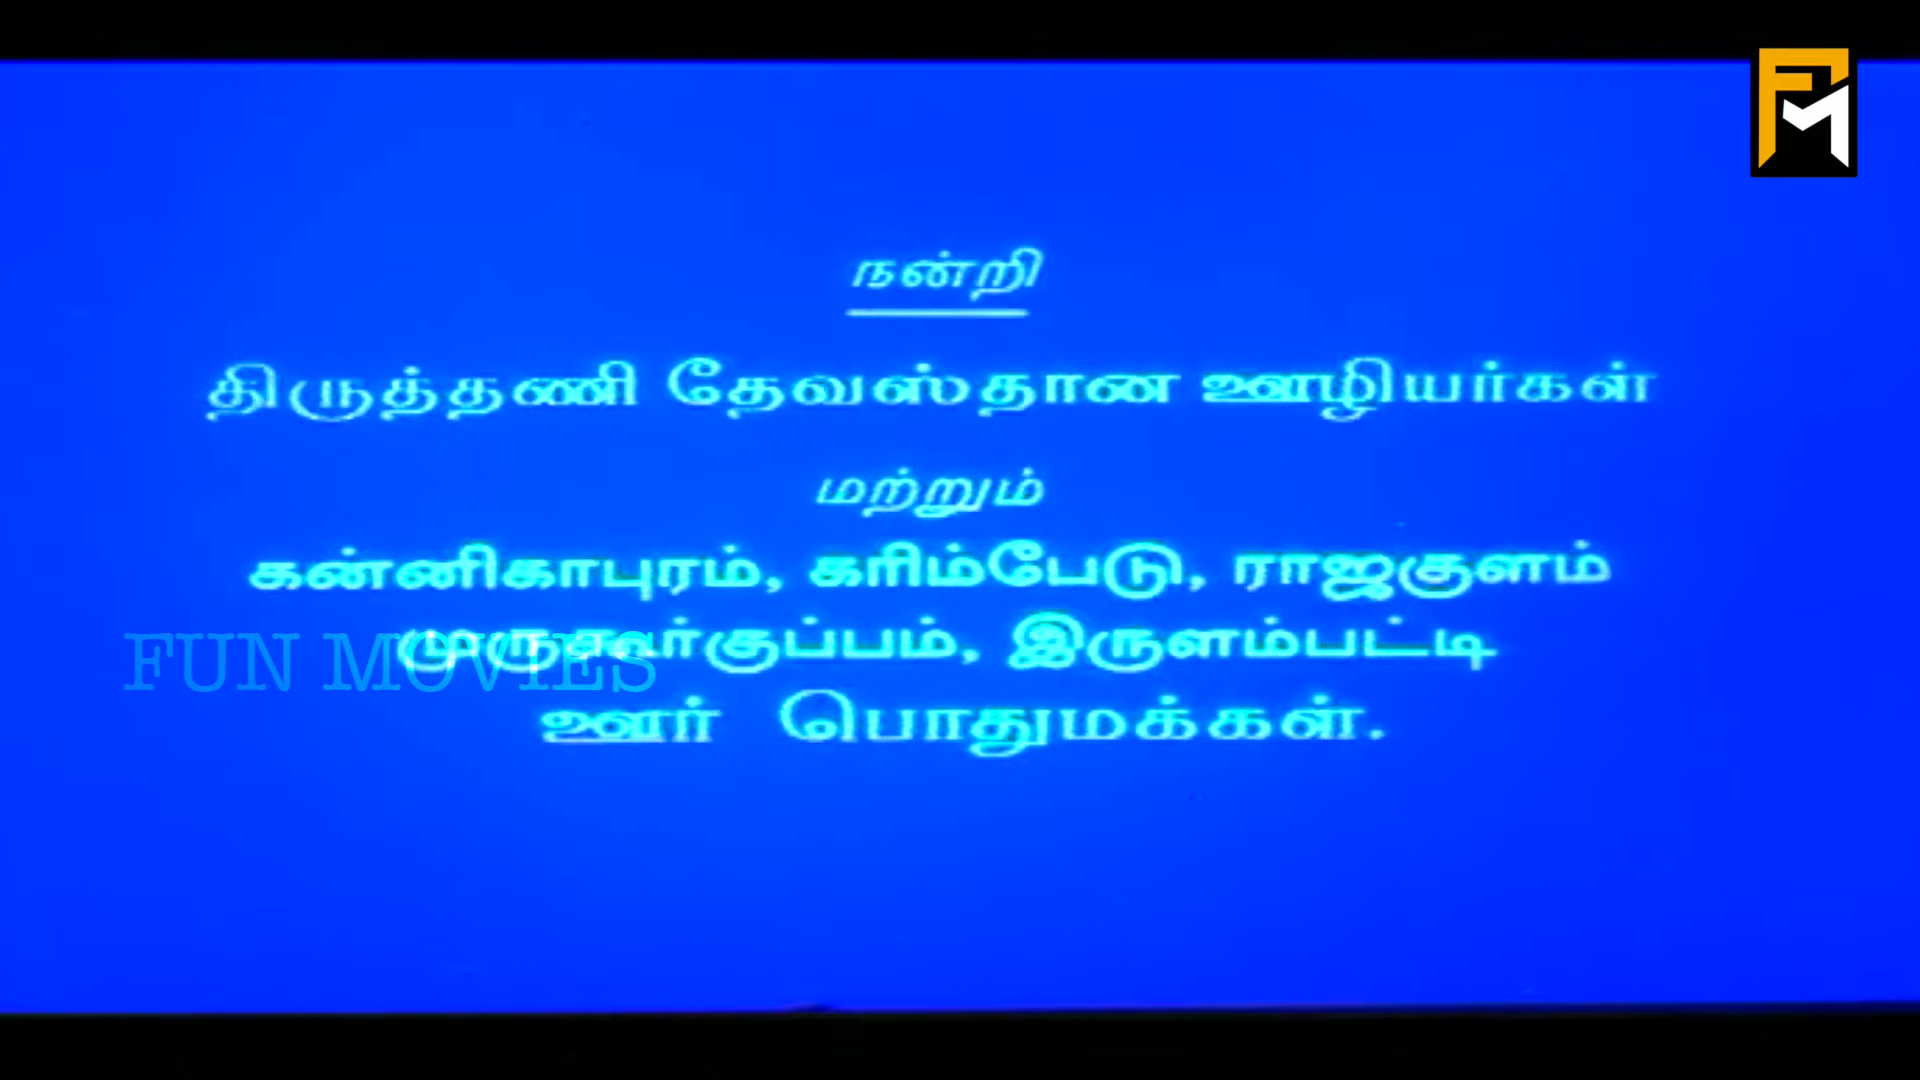 நன்றி
திருத்தணி தேவஸ்தான ஊழியர்கள்
மற்றும்
கன்னிகாபுரம், கரிம்பேடு, ராஜகுளம்
இருளம்பட்டி
ஊர் பொதுமக்கள்.
FUN MOVIES
FM